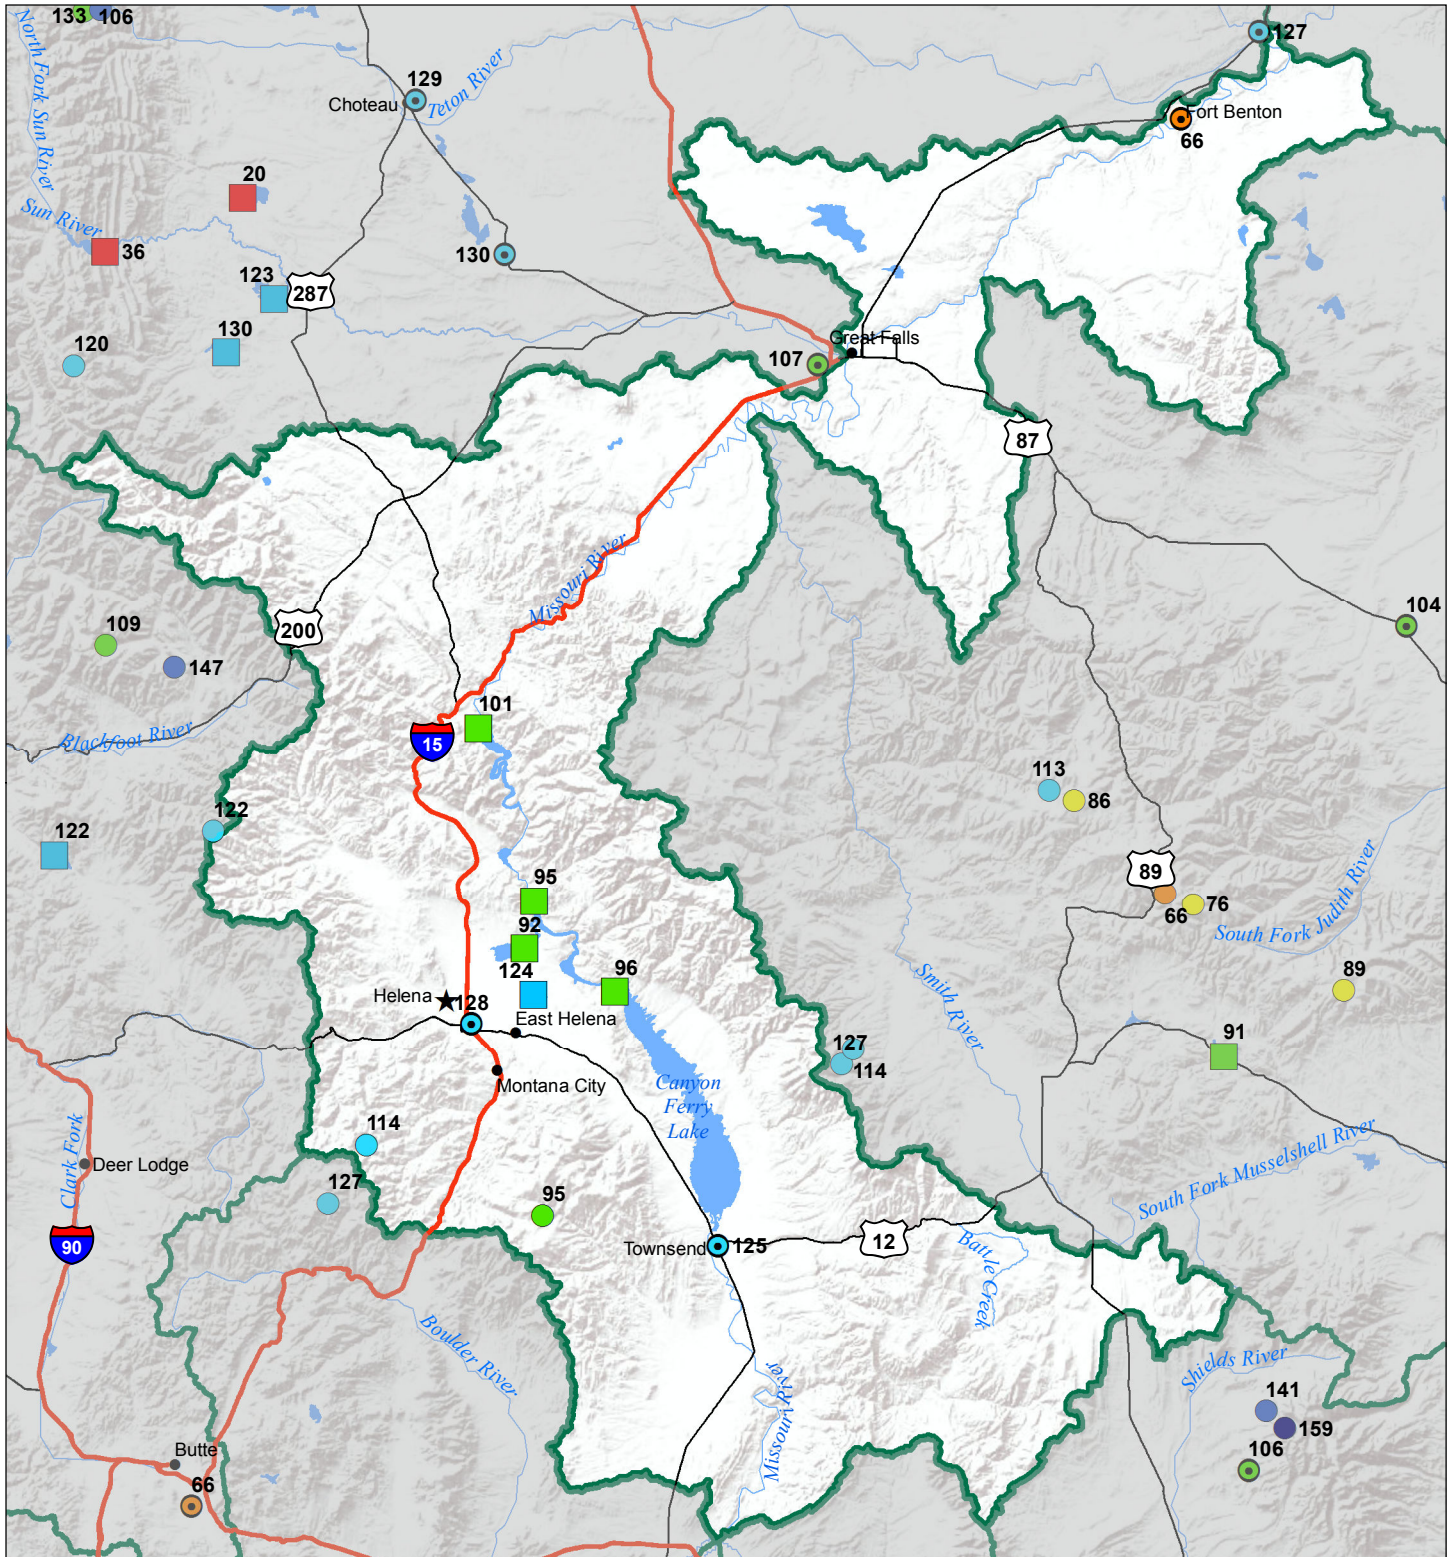 133
106
North Fork Sun River
127
129
Choteau
Teton River
Fort Benton
66
20
Sun River
36
123
287
130
120
130
Great Falls
107
87
Missouri River
200
109
147
104
101
Blackfoot River
15
113
86
122
122
89
66
76
South Fork Judith River
95
92
124
96
89
Smith River
Helena
128
East Helena
127
114
91
Montana City
Canyon
Ferry
Lake
114
Clark Fork
Deer Lodge
127
95
South Fork Musselshell River
90
Townsend
125
12
Battle Creek
Boulder River
Missouri River
Shields River
141
159
106
Butte
66